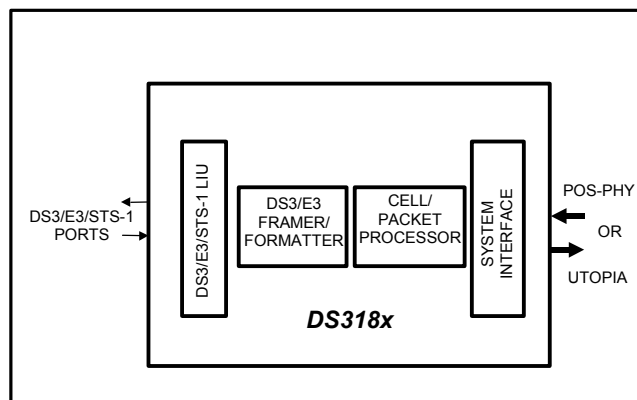 DS3/E3/STS-1
PORTS
DS3/E3/STS-1 LIU
DS3/E3
FRAMER/
FORMATTER
CELL/
PACKET
PROCESSOR
SYSTEM
INTERFACE
POS-PHY
OR
UTOPIA
DS318x